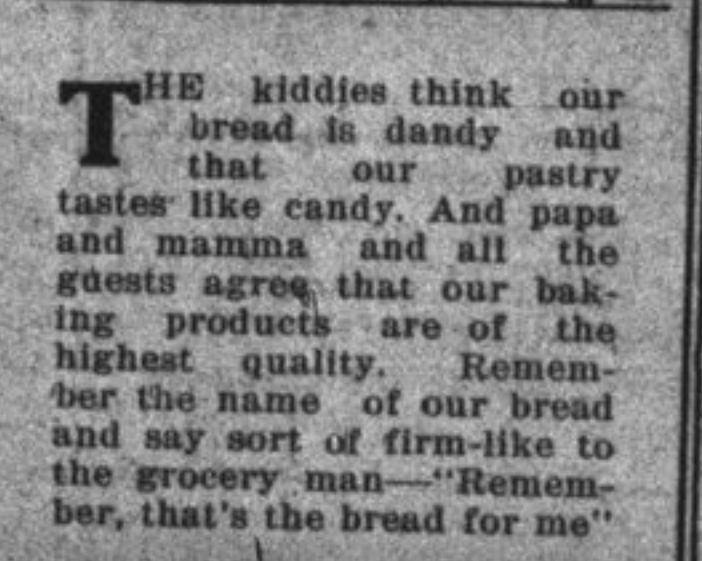 THE kiddies think our
bread is dandy and
that our pastry
tastes like candy. And papa
and mamma and all the
guests agree that our bak-
ing products are of the
highest quality. Remem-
ber the name of our bread
and say sort of firm-like to
the grocery man—"Remem-
ber, that's the bread for me"